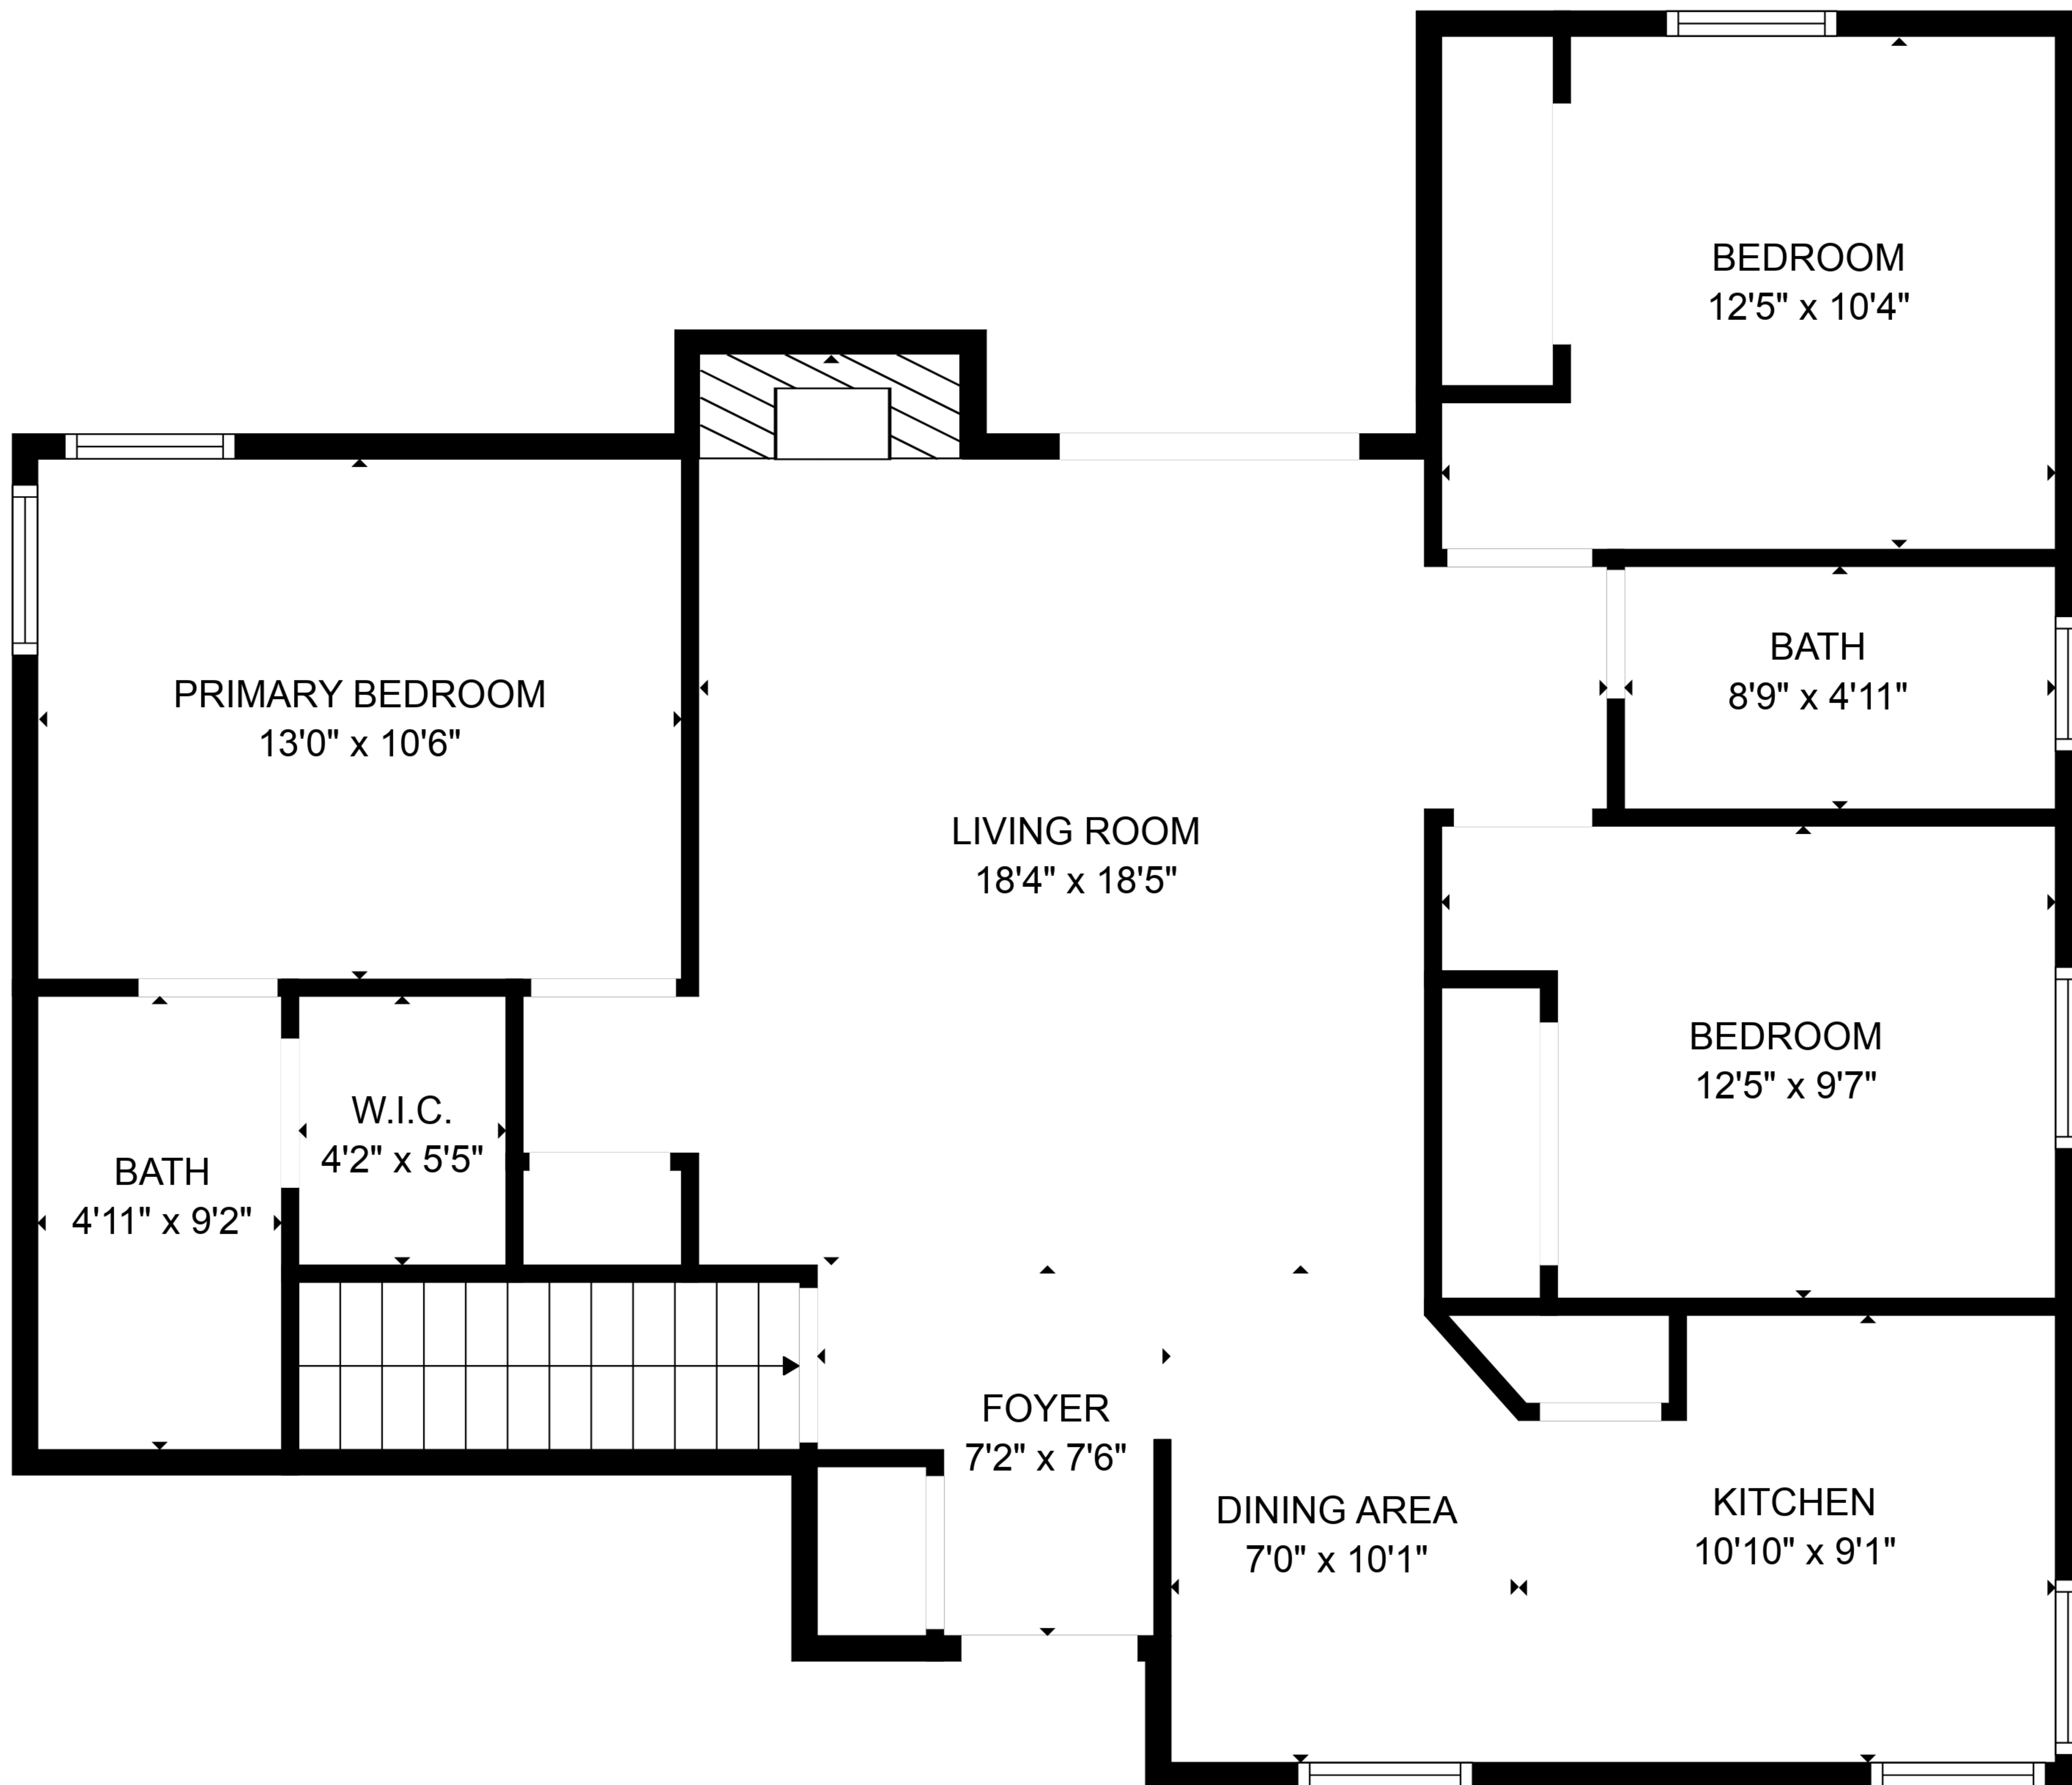 BEDROOM
12'5" x 10'4"
BATH
8'9" x 4'11"
PRIMARY BEDROOM
13'0" x 10'6"
LIVING ROOM
18'4" x 18'5"
BEDROOM
12'5" x 9'7"
W.I.C.
4'2" x 5'5"
BATH
4'11" x 9'2"
FOYER
7'2" x 7'6"
DINING AREA
7'0" x 10'1"
KITCHEN
10'10" x 9'1"